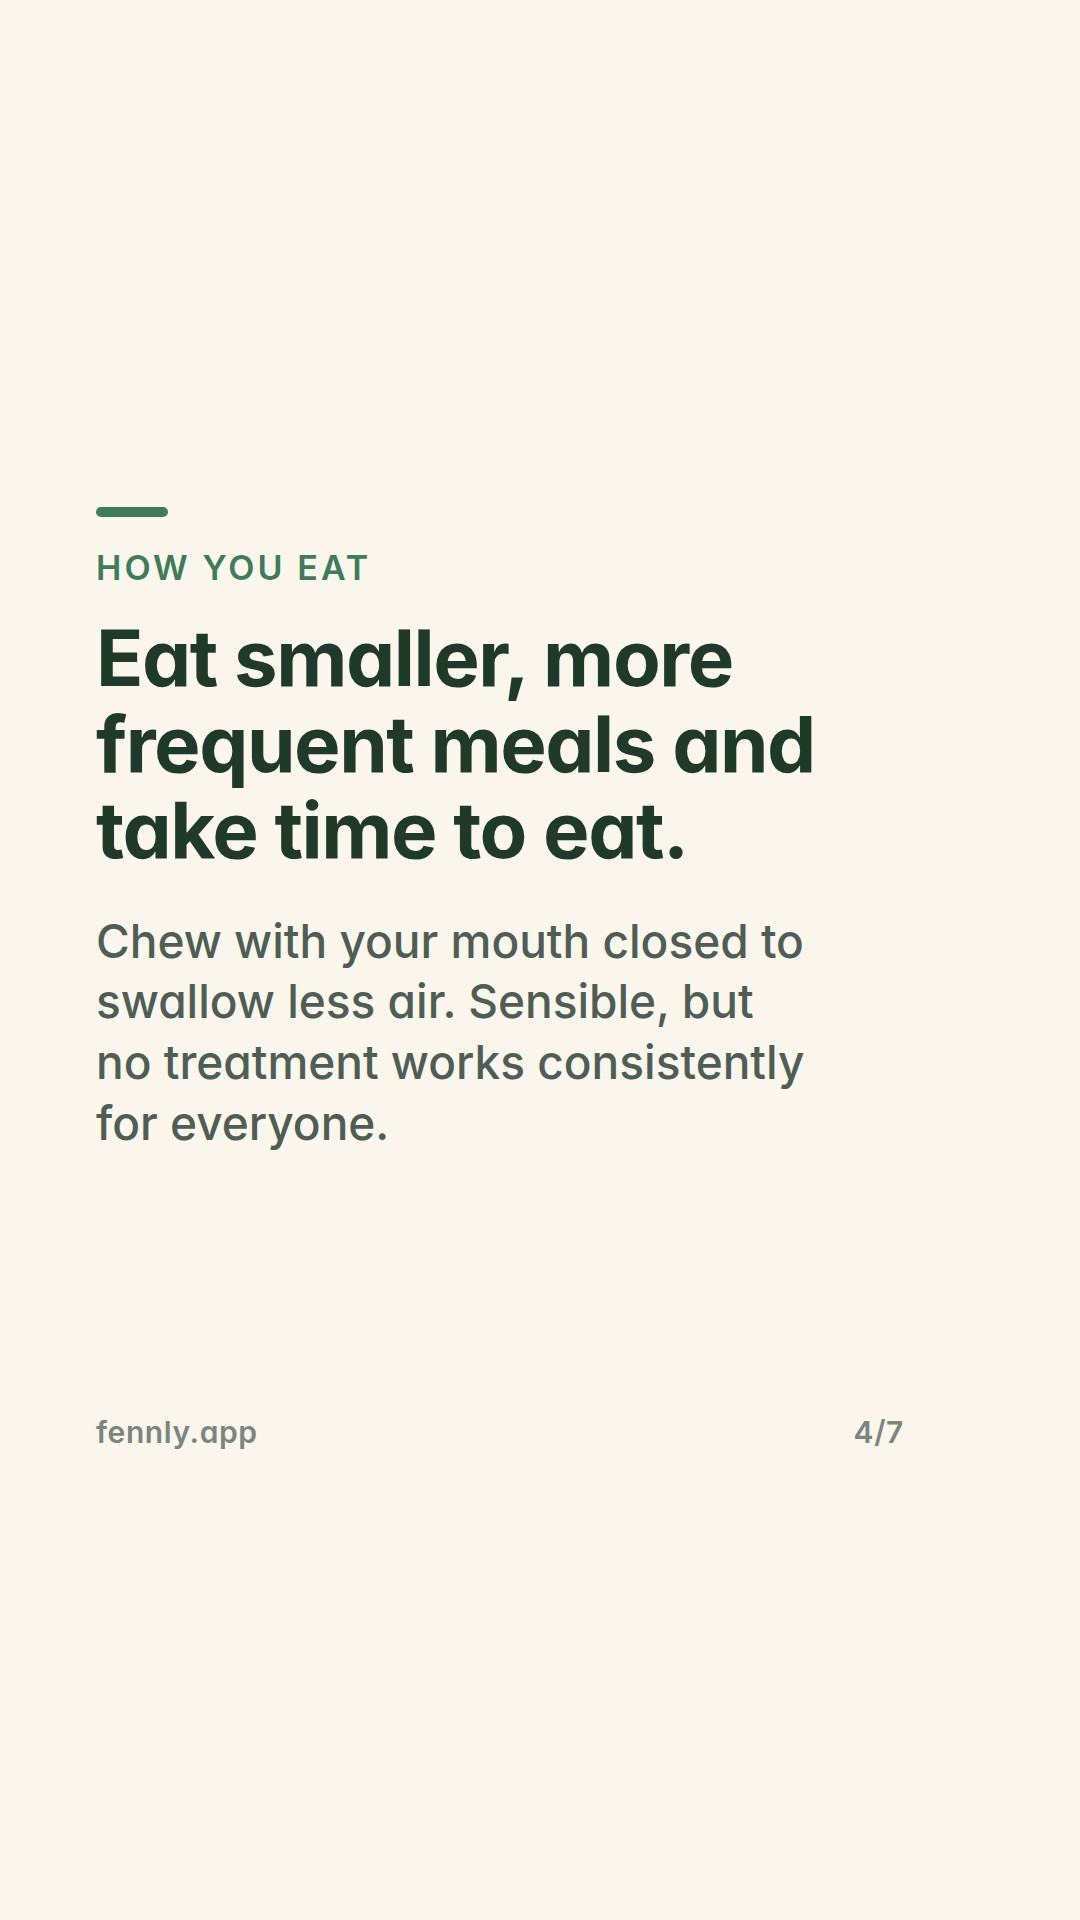 HOW YOU EAT
Eat smaller, more
frequent meals and
take time to eat.
Chew with your mouth closed to
swallow less air. Sensible, but
no treatment works consistently
for everyone.
fennly.app
4/7